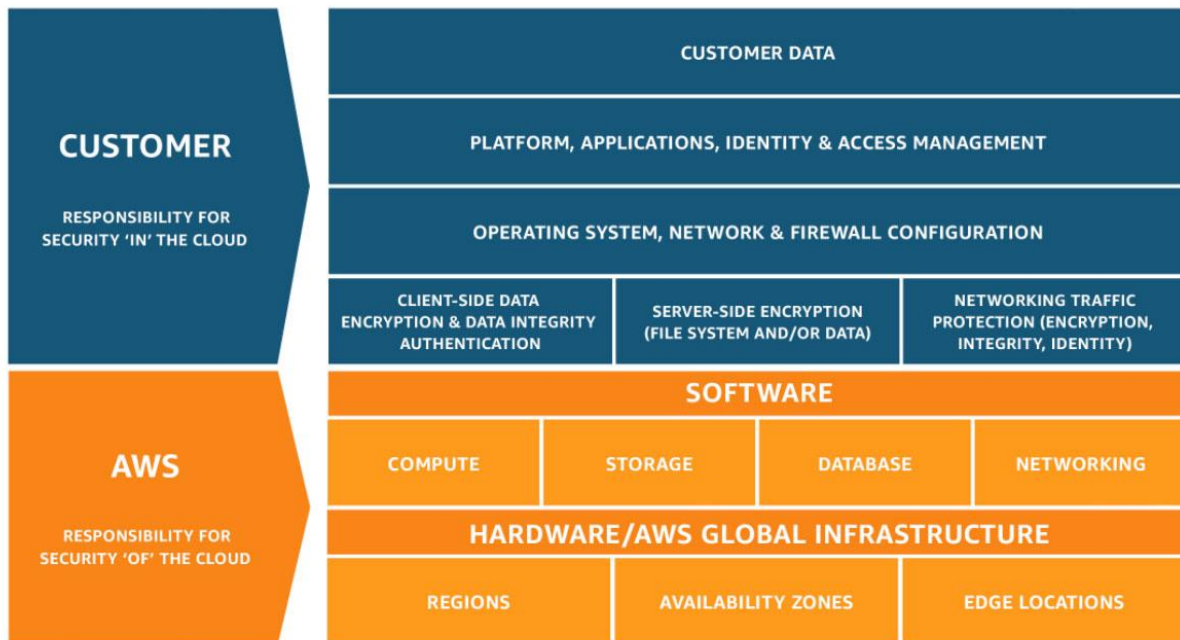 CUSTOMER
RESPONSIBILITY FOR
SECURITY ‘IN’ THE CLOUD
CUSTOMER DATA
PLATFORM, APPLICATIONS, IDENTITY & ACCESS MANAGEMENT
OPERATING SYSTEM, NETWORK & FIREWALL CONFIGURATION
CLIENT-SIDE DATA
ENCRYPTION & DATA INTEGRITY
AUTHENTICATION
SERVER-SIDE ENCRYPTION
(FILE SYSTEM AND/OR DATA)
NETWORKING TRAFFIC
PROTECTION (ENCRYPTION,
INTEGRITY, IDENTITY)
AWS
RESPONSIBILITY FOR
SECURITY ‘OF’ THE CLOUD
SOFTWARE
COMPUTE
STORAGE
DATABASE
NETWORKING
HARDWARE/AWS GLOBAL INFRASTRUCTURE
REGIONS
AVAILABILITY ZONES
EDGE LOCATIONS